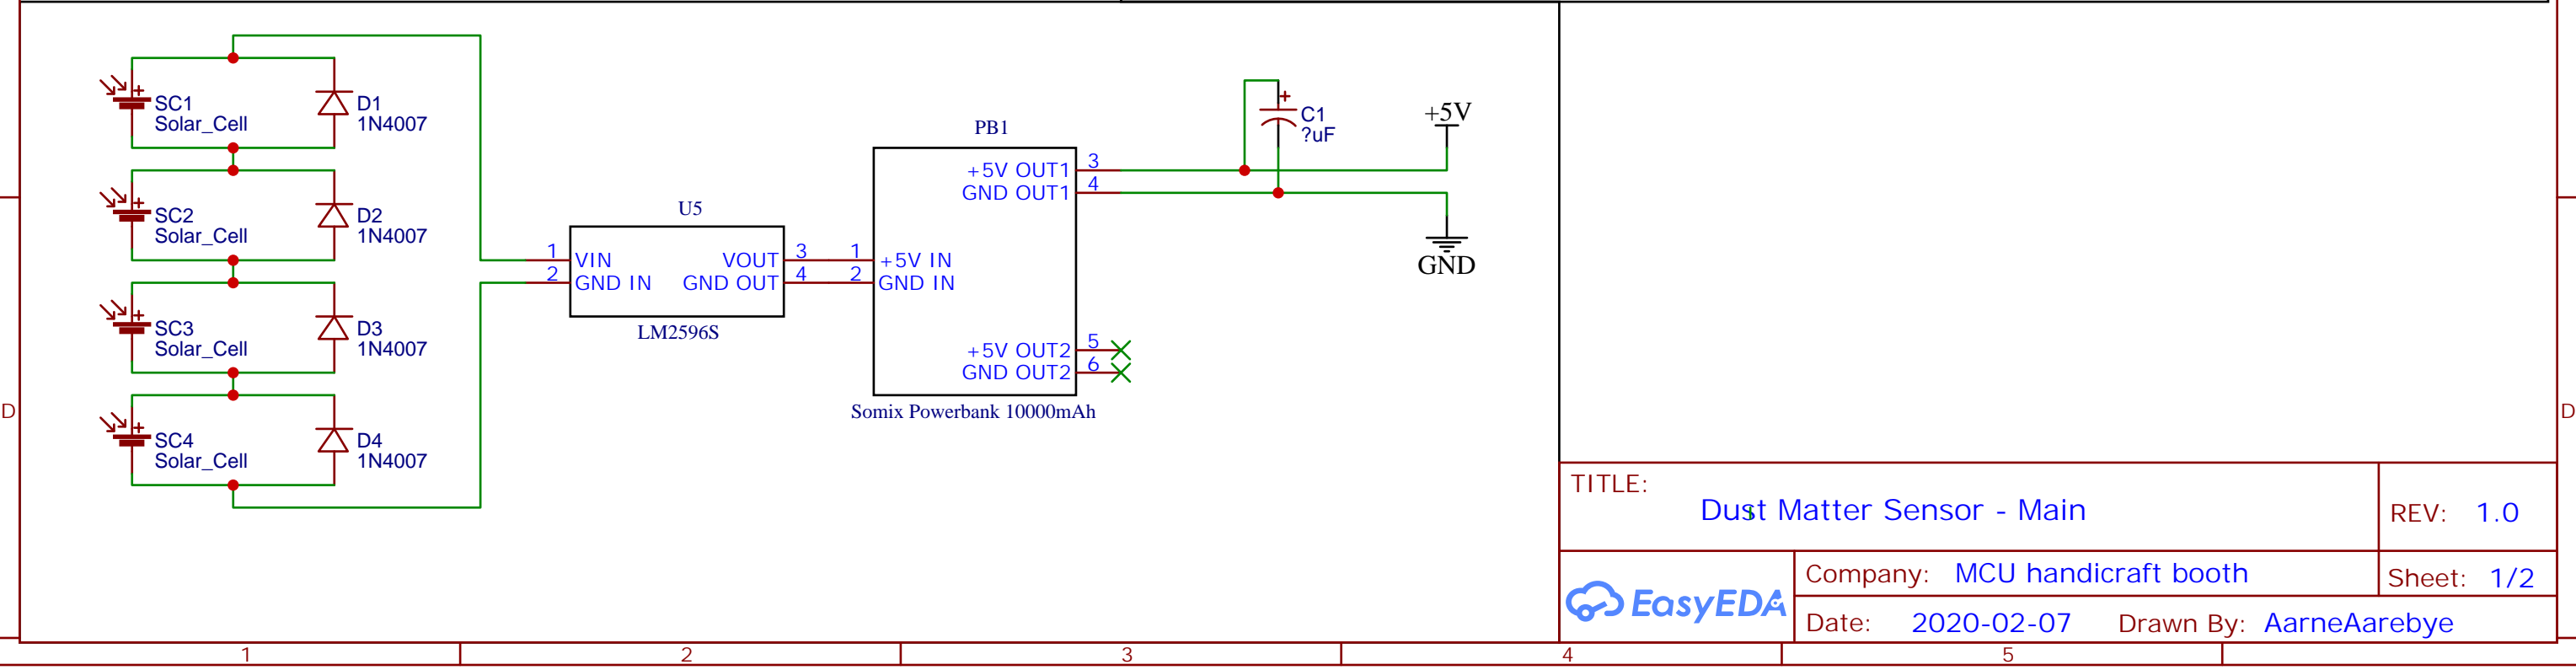 SC1
Solar_Cell
D1
1N4007
SC2
Solar_Cell
D2
1N4007
SC3
Solar_Cell
D3
1N4007
SC4
Solar_Cell
D4
1N4007
U5
1 VIN VOUT 3
2 GND IN GND OUT 4
LM2596S
PB1
+5V OUT1 3
GND OUT1 4
1 +5V IN
2 GND IN
+5V OUT2 5
GND OUT2 6
Somix Powerbank 10000mAh
+
C1
?uF
+5V
GND
D
D
TITLE:
Dust Matter Sensor - Main
REV: 1.0
EasyEDA
Company: MCU handicraft booth
Sheet: 1/2
Date: 2020-02-07 Drawn By: AarneAarebye
1 2 3 4 5